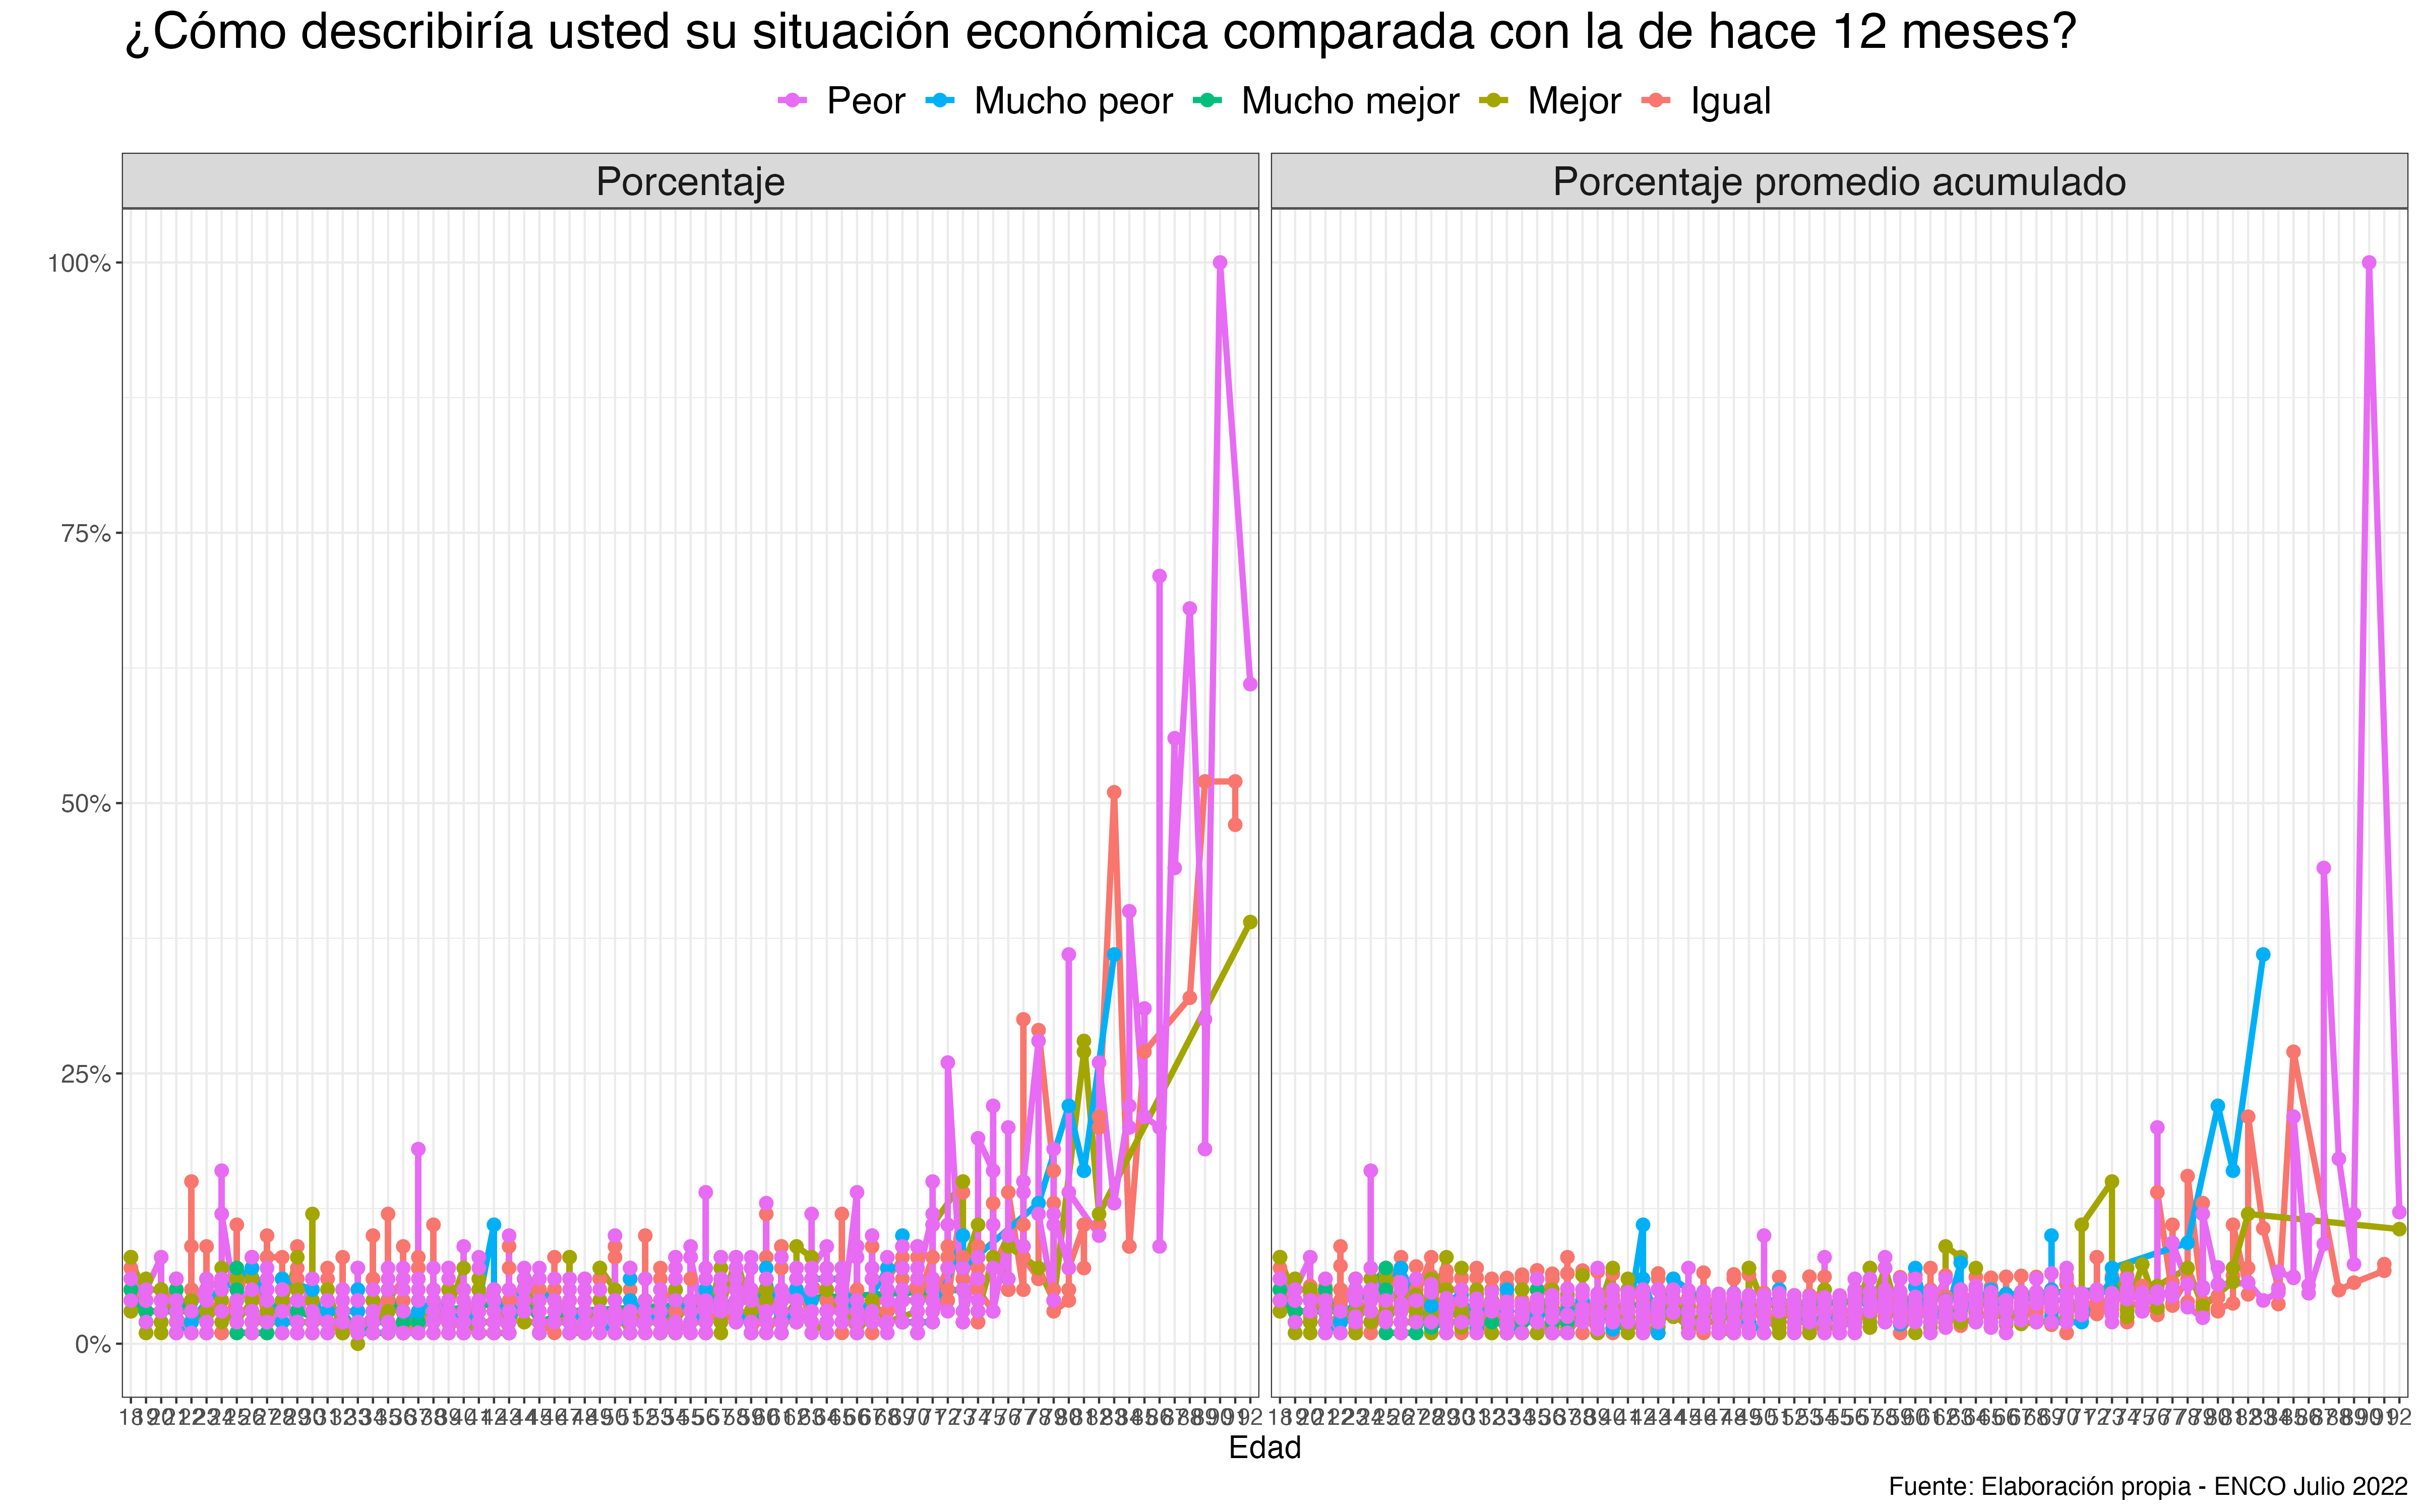 ¿Cómo describiría usted su situación económica comparada con la de hace 12 meses?
Peor Mucho peor Mucho mejor Mejor Igual
Porcentaje Porcentaje promedio acumulado
100%
75%
50%
25%
0%
Edad
Fuente: Elaboración propia - ENCO Julio 2022